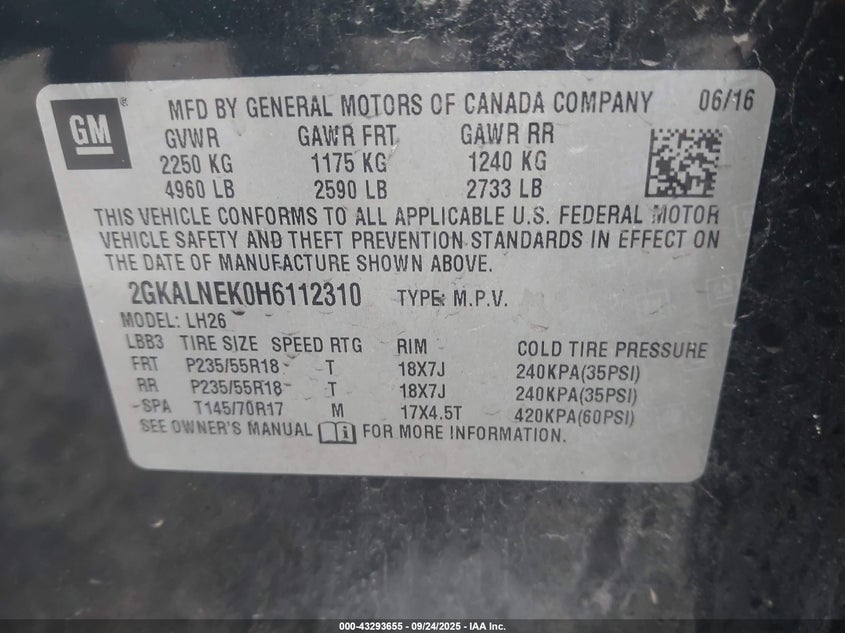 GM ® MFD BY GENERAL MOTORS OF CANADA COMPANY 06/16
GVWR GAWR FRT GAWR RR
2250 KG 1175 KG 1240 KG
4960 LB 2590 LB 2733 LB
THIS VEHICLE CONFORMS TO ALL APPLICABLE U.S. FEDERAL MOTOR
VEHICLE SAFETY AND THEFT PREVENTION STANDARDS IN EFFECT ON
THE DATE OF MANUFACTURE SHOWN ABOVE.
2GKALNEK0H6112310 TYPE: M.P.V.
MODEL: LH26
LBB3 TIRE SIZE SPEED RTG RIM COLD TIRE PRESSURE
FRT P235/55R18 T 18X7J 240KPA(35PSI)
RR P235/55R18 T 18X7J 240KPA(35PSI)
SPA T145/70R17 M 17X4.5T 420KPA(60PSI)
SEE OWNER'S MANUAL FOR MORE INFORMATION.
000-43293655 - 09/24/2025 - IAA Inc.